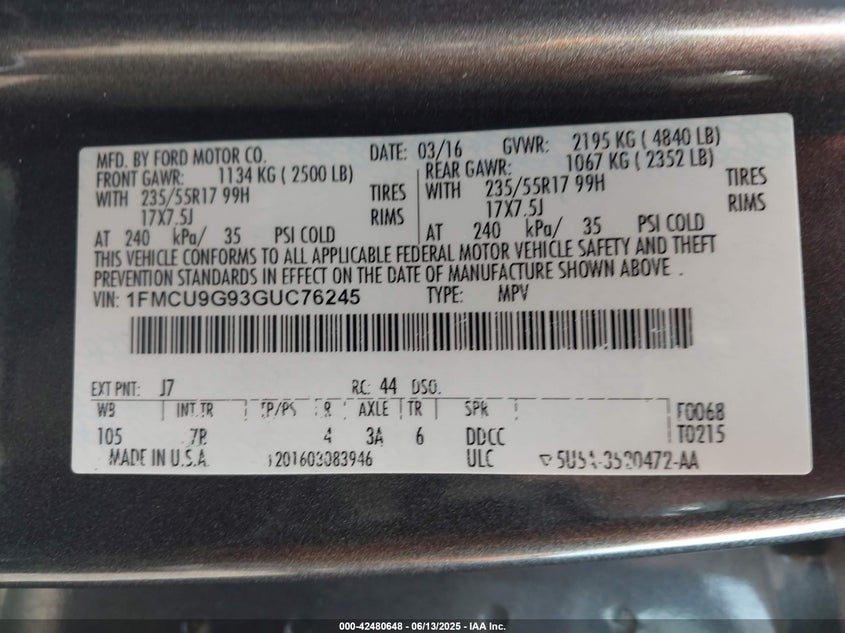 MFD. BY FORD MOTOR CO. DATE: 03/16 GVWR: 2195 KG ( 4840 LB)
FRONT GAWR: 1134 KG ( 2500 LB) REAR GAWR: 1067 KG ( 2352 LB)
WITH 235/55R17 99H TIRES WITH 235/55R17 99H TIRES
17X7.5J RIMS 17X7.5J RIMS
AT 240 kPa/ 35 PSI COLD AT 240 kPa/ 35 PSI COLD
THIS VEHICLE CONFORMS TO ALL APPLICABLE FEDERAL MOTOR VEHICLE SAFETY AND THEFT
PREVENTION STANDARDS IN EFFECT ON THE DATE OF MANUFACTURE SHOWN ABOVE .
VIN: 1FMCU9G93GUC76245 TYPE: MPV
EXT PNT: J7 RC: 44 DSO:
WB INT TR TP/PS R AXLE TR SPR F0068
105 4 3A 6 DDCC T0215
MADE IN U.S.A. 201603083946 ULC
000-42480648 - 06/13/2025 - IAA Inc.